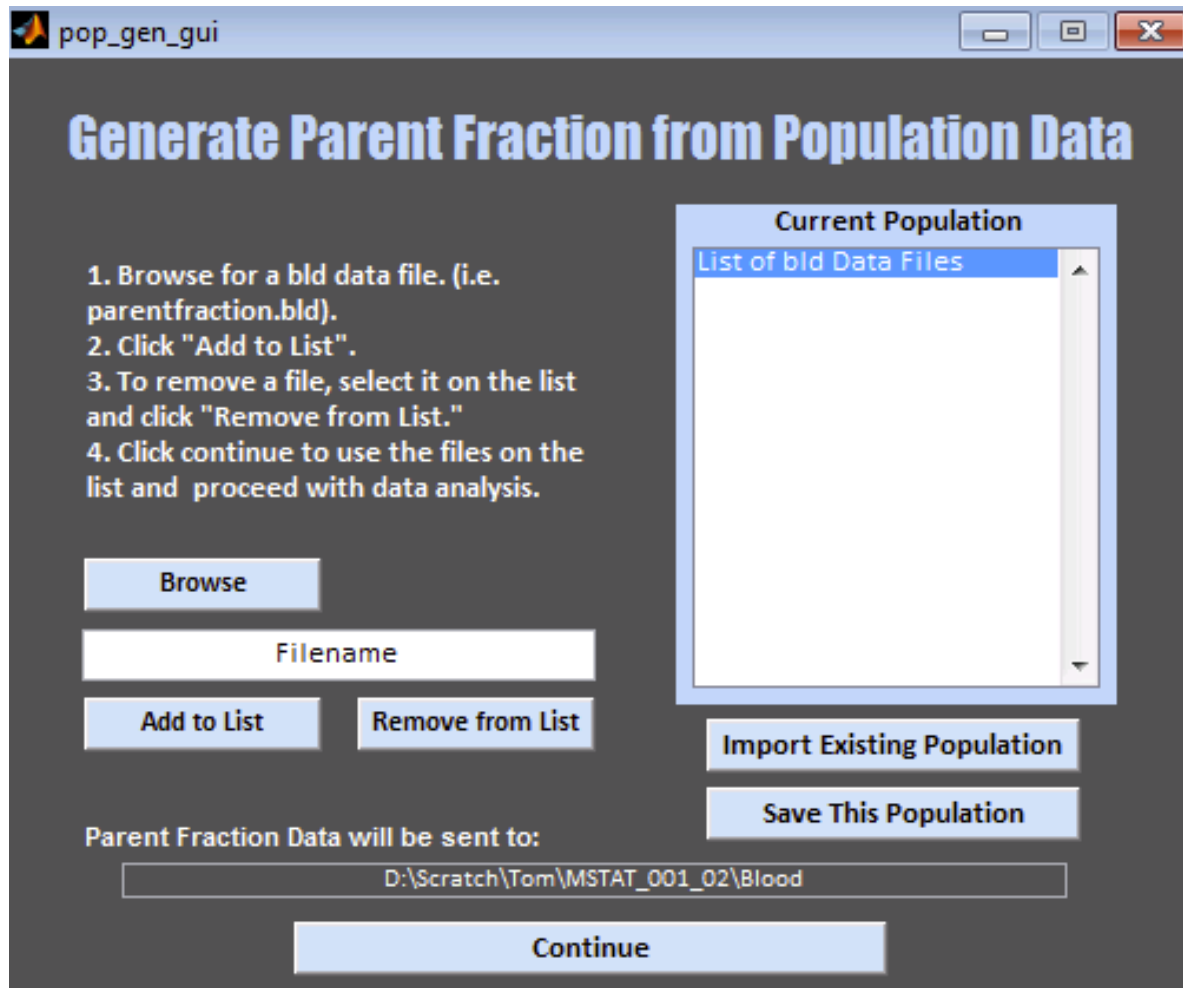 pop_gen_gui
Generate Parent Fraction from Population Data
1. Browse for a bld data file. (i.e.
parentfraction.bld).
2. Click "Add to List".
3. To remove a file, select it on the list
and click "Remove from List."
4. Click continue to use the files on the
list and  proceed with data analysis.
Browse
Filename
Add to List
Remove from List
Current Population
List of bld Data Files
Import Existing Population
Save This Population
Parent Fraction Data will be sent to:
D:\Scratch\Tom\MSTAT_001_02\Blood
Continue